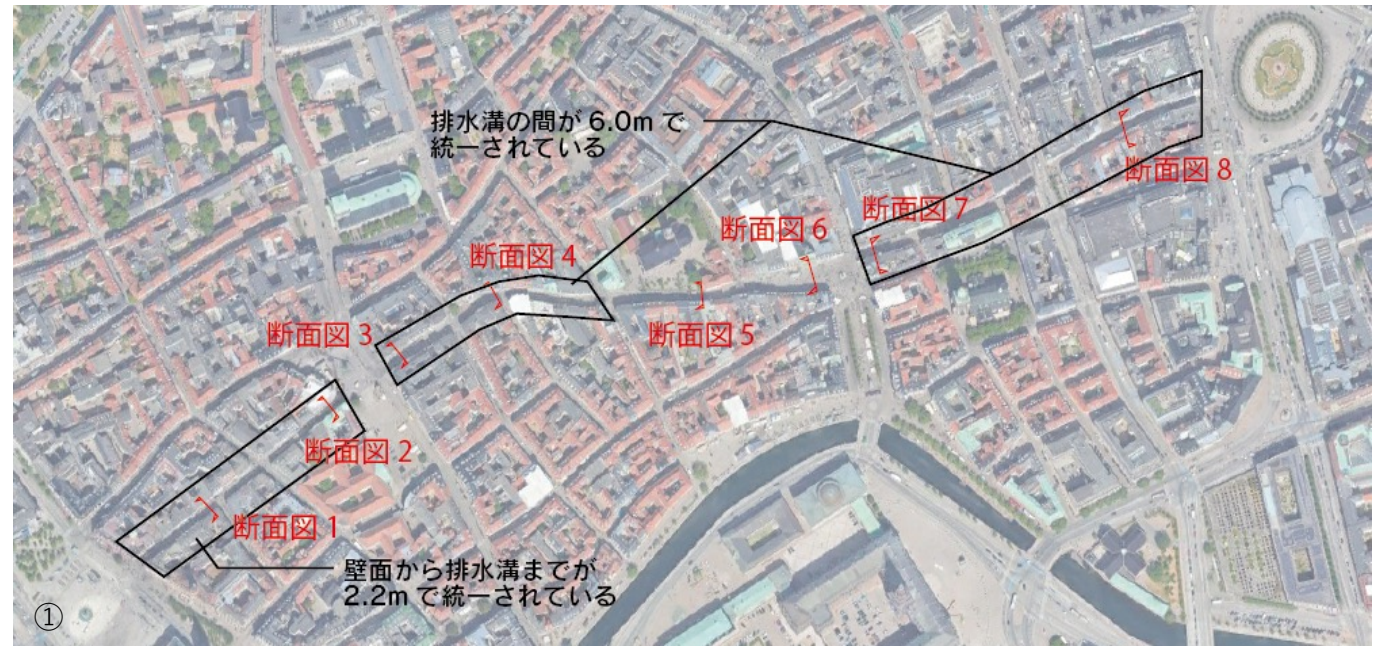 排水溝の間が 6.0m で
統一されている
断面図 8
断面図 7
断面図 6
断面図 4
断面図 3
断面図 5
断面図 2
断面図 1
壁面から排水溝までが
2.2m で統一されている
①